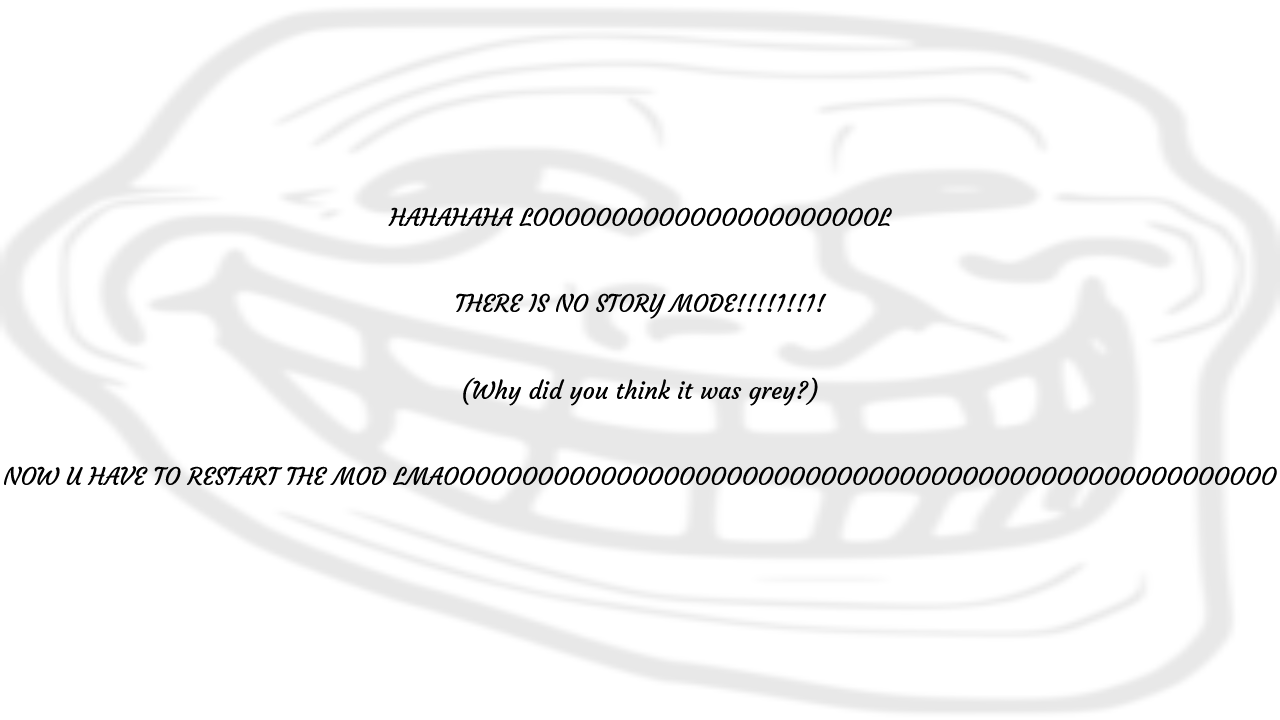 HAHAHAHA LOOOOOOOOOOOOOOOOOOOOOOL
THERE IS NO STORY MODE!!!!1!!1!
(Why did you think it was grey?)
NOW U HAVE TO RESTART THE MOD LMAOOOOOOOOOOOOOOOOOOOOOOOOOOOOOOOOOOOOOOOOOOOOOOOOOOOOO